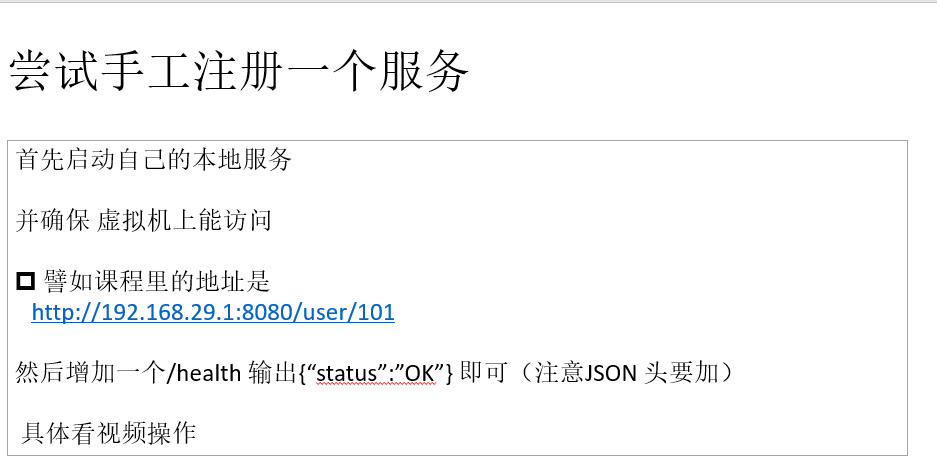 尝试手工注册一个服务
首先启动自己的本地服务
并确保 虚拟机上能访问
譬如课程里的地址是
http://192.168.29.1:8080/user/101
然后增加一个/health 输出{“status”:”OK”} 即可（注意JSON 头要加）
具体看视频操作